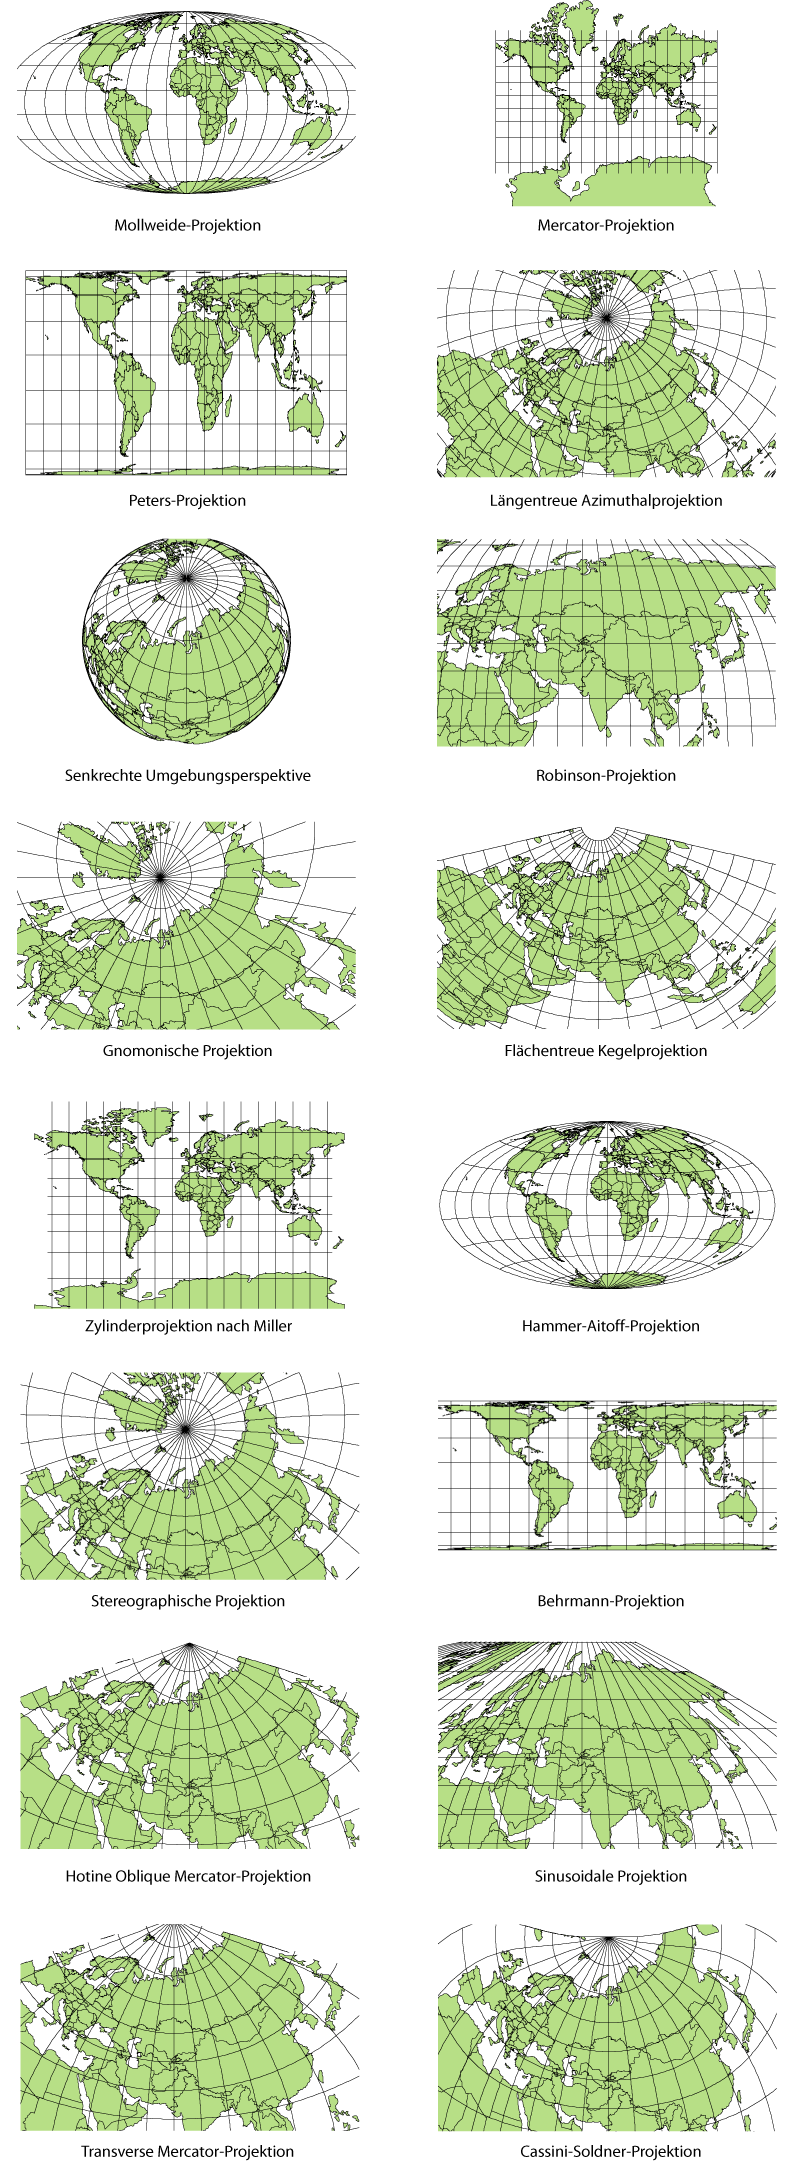 Mollweide-Projektion
Mercator-Projektion
Peters-Projektion
Längentreue Azimuthalprojektion
Senkrechte Umgebungsperspektive
Robinson-Projektion
Gnomonische Projektion
Flächentreue Kegelprojektion
Zylinderprojektion nach Miller
Hammer-Aitoff-Projektion
Stereographische Projektion
Behrmann-Projektion
Hotine Oblique Mercator-Projektion
Sinusoidale Projektion
Transverse Mercator-Projektion
Cassini-Soldner-Projektion